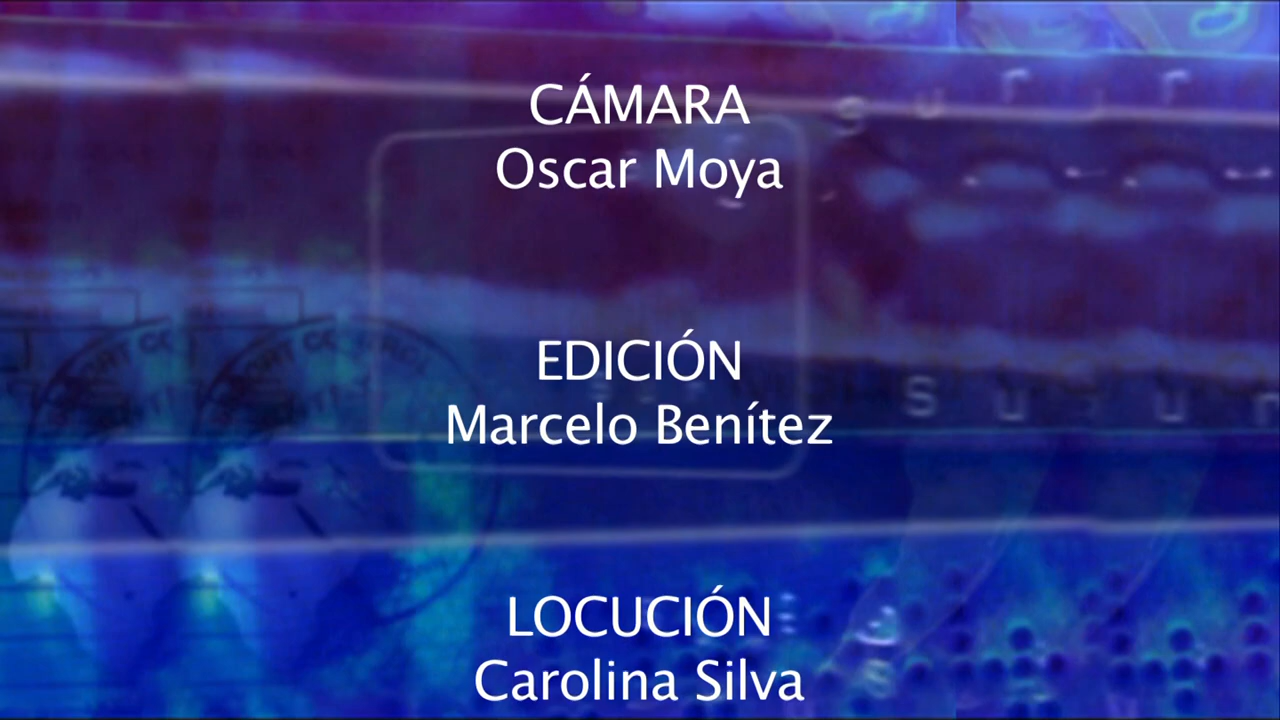 CÁMARA
Oscar Moya
EDICIÓN
Marcelo Benítez
LOCUCIÓN
Carolina Silva